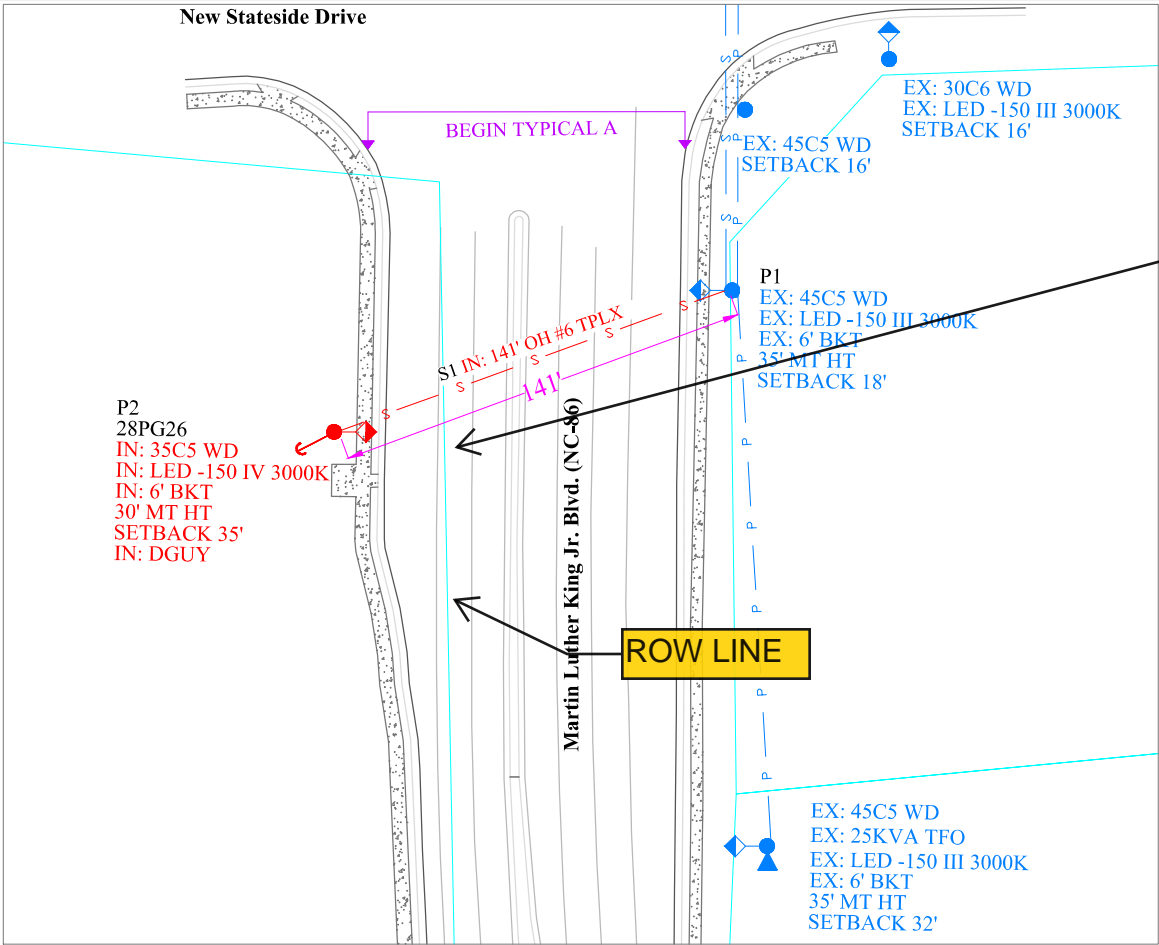 New Stateside Drive
BEGIN TYPICAL A
EX: 30C6 WD
EX: LED -150 III 3000K
SETBACK 16'
EX: 45C5 WD
SETBACK 16'
S
P
S
P
S
P
P1
EX: 45C5 WD
EX: LED -150 III 3000K
EX: 6' BKT
35' MT HT
SETBACK 18'
S1 IN: 141' OH #6 TPLX
S
S
S
S
S
141'
P2
28PG26
IN: 35C5 WD
IN: LED -150 IV 3000K
IN: 6' BKT
30' MT HT
SETBACK 35'
IN: DGUY
Martin Luther King Jr. Blvd. (NC-86)
P
P
P
P
P
P
ROW LINE
EX: 45C5 WD
EX: 25KVA TFO
EX: LED -150 III 3000K
EX: 6' BKT
35' MT HT
SETBACK 32'